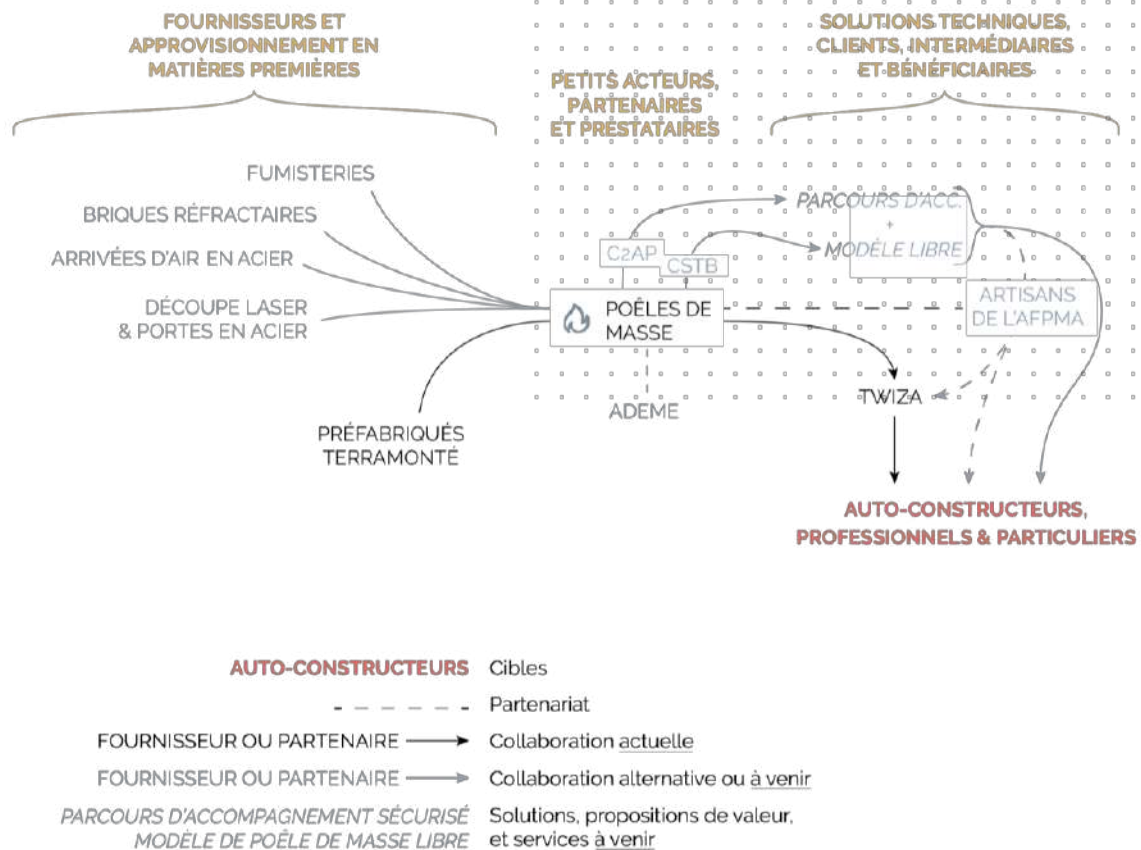 FOURNISSEURS ET
APPROVISIONNEMENT EN
MATIÈRES PREMIÈRES
PETITS ACTEURS,
PARTENAIRES
ET PRESTATAIRES
SOLUTIONS TECHNIQUES,
CLIENTS, INTERMÉDIAIRES
ET BÉNÉFICIAIRES
FUMISTERIES
BRIQUES RÉFRACTAIRES
ARRIVÉES D'AIR EN ACIER
DÉCOUPE LASER
& PORTES EN ACIER
PRÉFABRIQUÉS
TERRAMONTÉ
C2AP
CSTB
POÊLES DE
MASSE
ADEME
PARCOURS D'ACC.
+
MODÈLE LIBRE
ARTISANS
DE L'AFPMA
TWIZA
AUTO-CONSTRUCTEURS,
PROFESSIONNELS & PARTICULIERS
AUTO-CONSTRUCTEURS Cibles
Partenariat
FOURNISSEUR OU PARTENAIRE Collaboration actuelle
FOURNISSEUR OU PARTENAIRE Collaboration alternative ou à venir
PARCOURS D'ACCOMPAGNEMENT SÉCURISÉ Solutions, propositions de valeur,
MODÈLE DE POÊLE DE MASSE LIBRE et services à venir